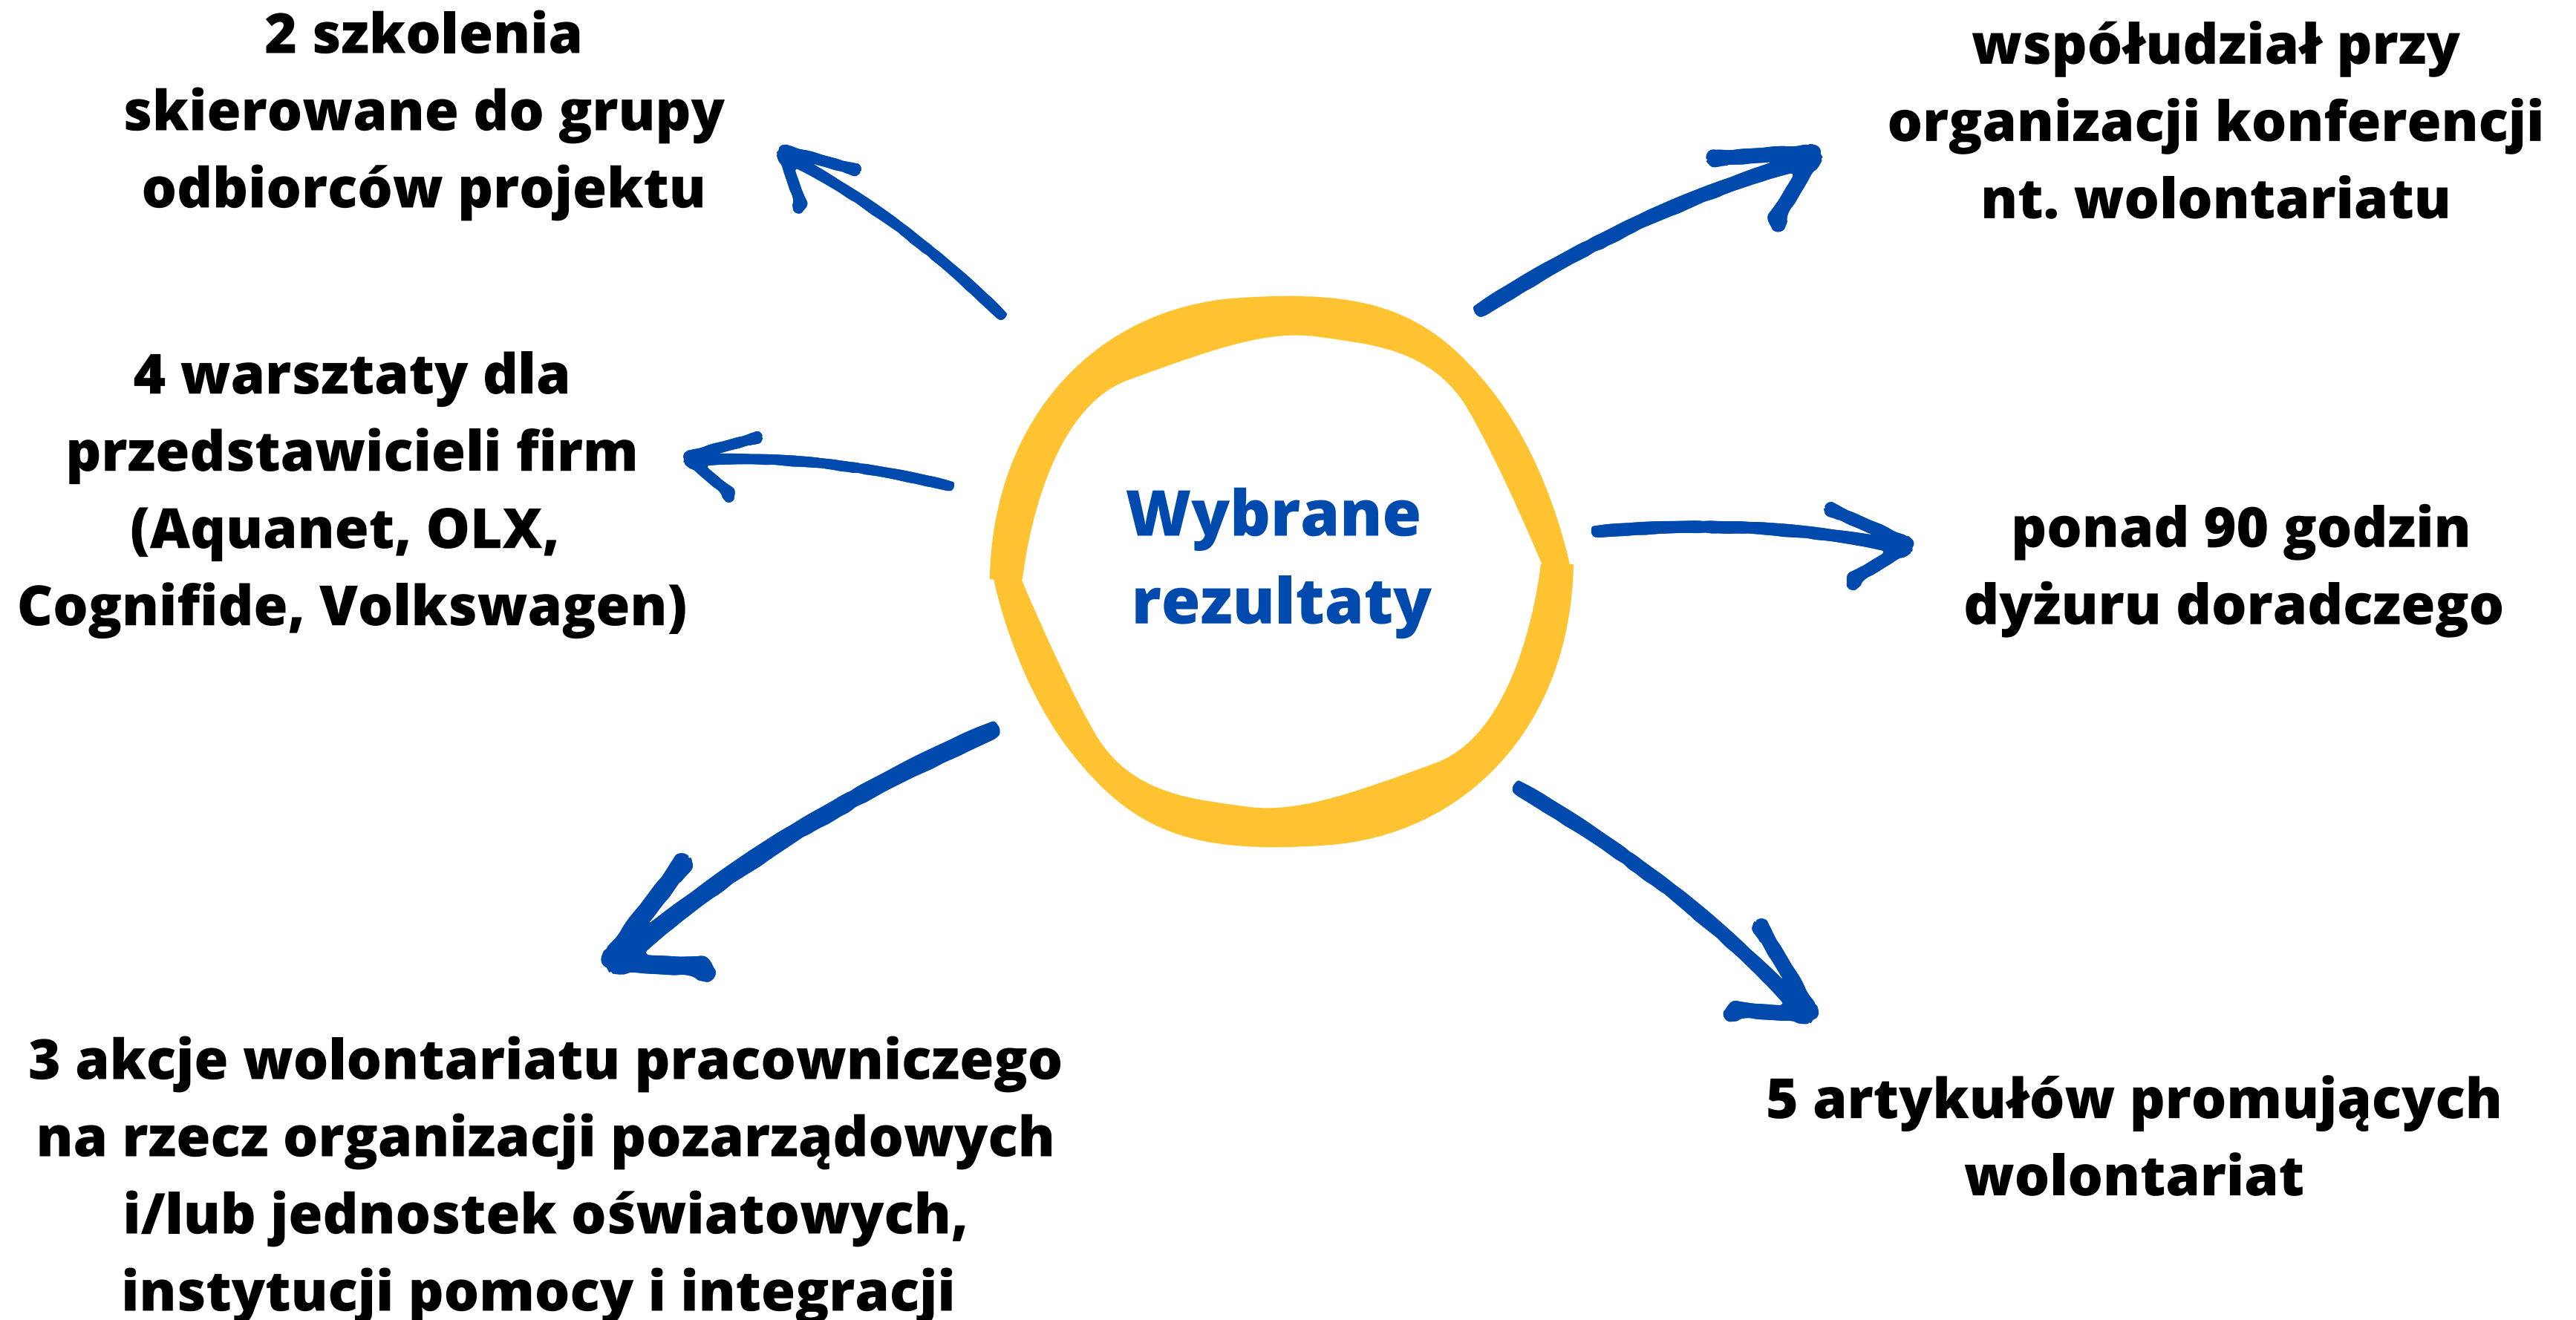 2 szkolenia
skierowane do grupy
odbiorców projektu
współudział przy
organizacji konferencji
nt. wolontariatu
4 warsztaty dla
przedstawicieli firm
(Aquanet, OLX,
Cognifide, Volkswagen)
Wybrane
rezultaty
ponad 90 godzin
dyżuru doradczego
3 akcje wolontariatu pracowniczego
na rzecz organizacji pozarządowych
i/lub jednostek oświatowych,
instytucji pomocy i integracji
5 artykułów promujących
wolontariat